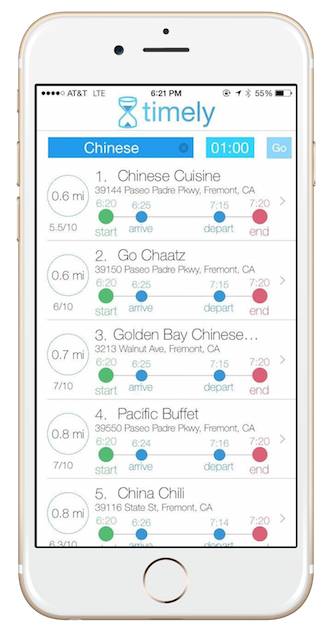 AT&T LTE 6:21 PM 55%
timely
Chinese 01:00 Go
1. Chinese Cuisine
39144 Paseo Padre Pkwy, Fremont, CA
0.6 mi
6:20 6:25 7:15 7:20
5.5/10 start arrive depart end
2. Go Chaatz
39150 Paseo Padre Pkwy, Fremont, CA
0.6 mi
6:20 6:25 7:15 7:20
6/10 start arrive depart end
3. Golden Bay Chinese...
3213 Walnut Ave, Fremont, CA
0.7 mi
6:20 6:25 7:15 7:20
7/10 start arrive depart end
4. Pacific Buffet
39550 Paseo Padre Pkwy, Fremont, CA
0.8 mi
6:20 6:24 7:16 7:20
7/10 start arrive depart end
5. China Chili
39116 State St, Fremont, CA
0.8 mi
6:20 6:26 7:14 7:20
6.3/10 start arrive depart end